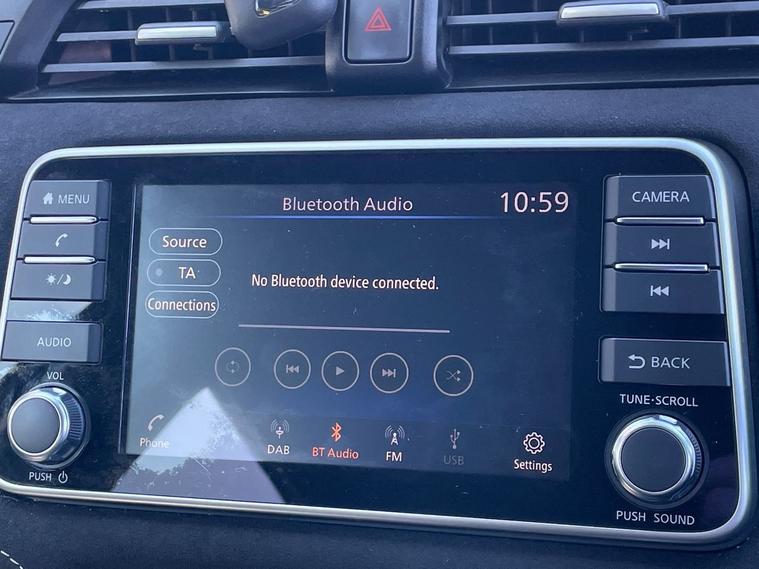 MENU
AUDIO
VOL
PUSH
Bluetooth Audio
10:59
Source
TA
Connections
No Bluetooth device connected.
Phone
DAB
BT Audio
FM
USB
Settings
CAMERA
BACK
TUNE·SCROLL
PUSH SOUND